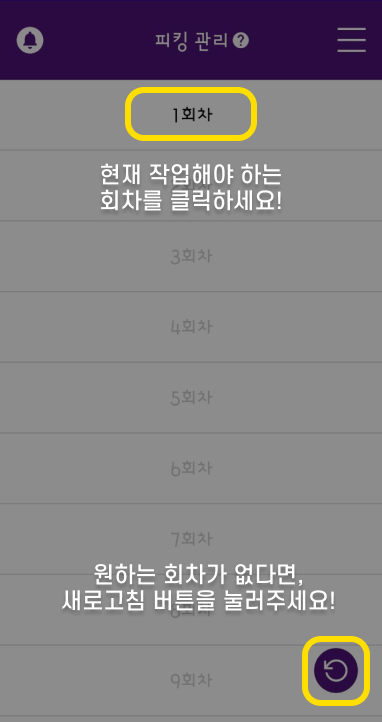 피킹 관리 ?
1회차
현재 작업해야 하는
회차를 클릭하세요!
3회차
4회차
5회차
6회차
7회차
원하는 회차가 없다면,
새로고침 버튼을 눌러주세요!
9회차